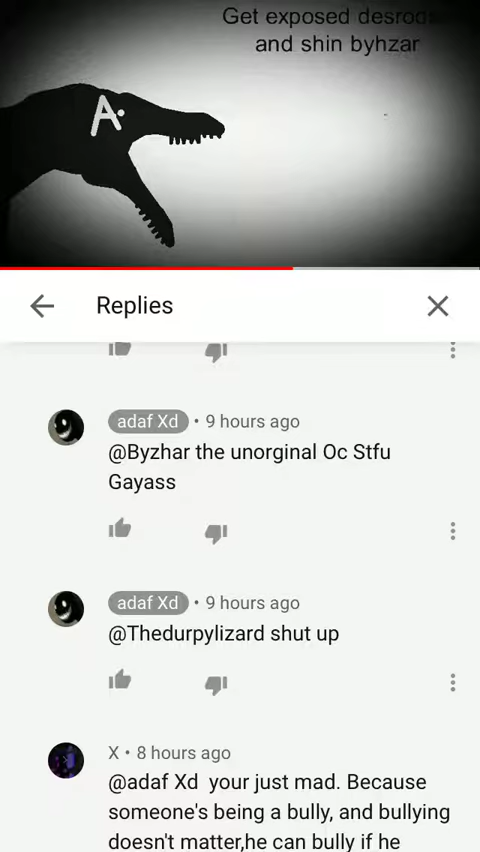 Get exposed desrod
and shin byhzar
A
Replies
adaf Xd • 9 hours ago
@Byzhar the unorginal Oc Stfu
Gayass
adaf Xd • 9 hours ago
@Thedurpylizard shut up
X • 8 hours ago
@adaf Xd your just mad. Because
someone's being a bully, and bullying
doesn't matter,he can bully if he